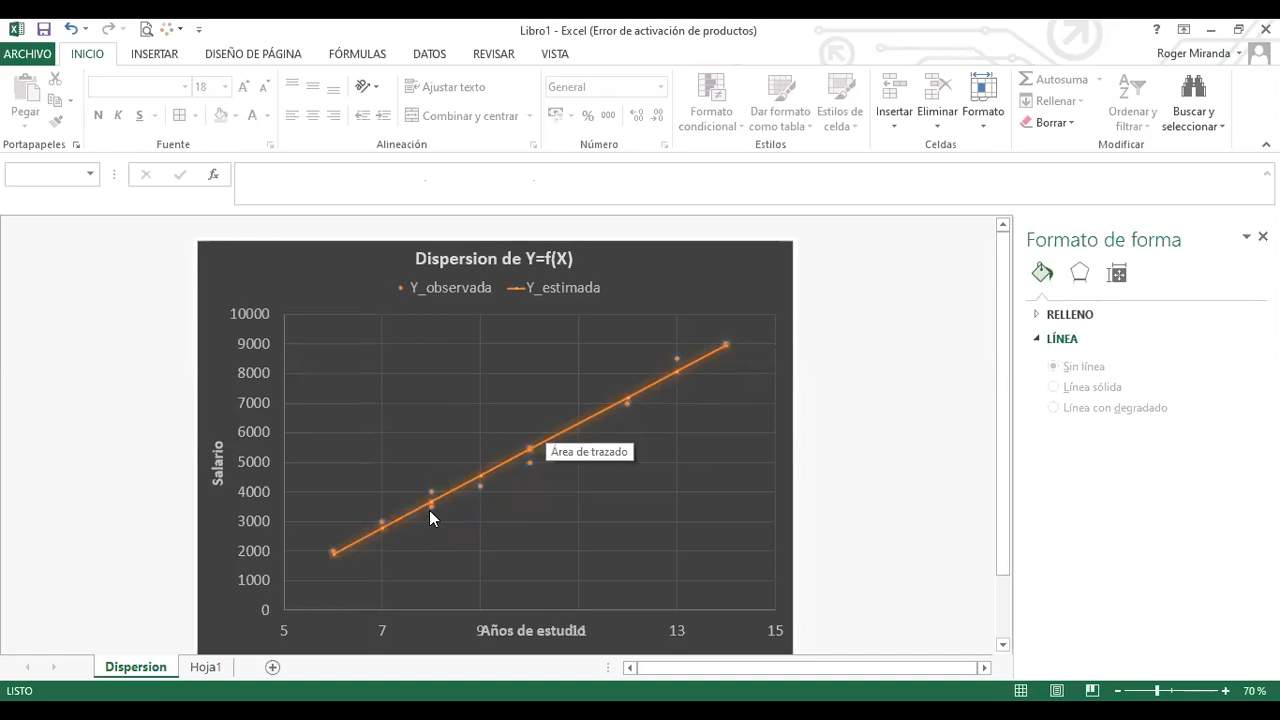 Libro1 - Excel (Error de activación de productos)
?
ARCHIVO INICIO INSERTAR DISEÑO DE PÁGINA FÓRMULAS DATOS REVISAR VISTA Roger Miranda
Pegar
18 A A
Ajustar texto
General
N K S A
Combinar y centrar
% 000
Formato condicional
Dar formato como tabla
Estilos de celda
Insertar
Eliminar
Formato
Autosuma
Rellenar
Borrar
Ordenar y filtrar
Buscar y seleccionar
Portapapeles Fuente Alineación Número Estilos Celdas Modificar
fx
Dispersion de Y=f(X)
Y_observada Y_estimada
10000
9000
8000
7000
6000
5000
4000
3000
2000
1000
0
Salario
Área de trazado
5 7 9 11 13 15
Años de estudio
Formato de forma
RELLENO
LÍNEA
Sin línea
Línea sólida
Línea con degradado
Dispersion Hoja1
LISTO
70 %